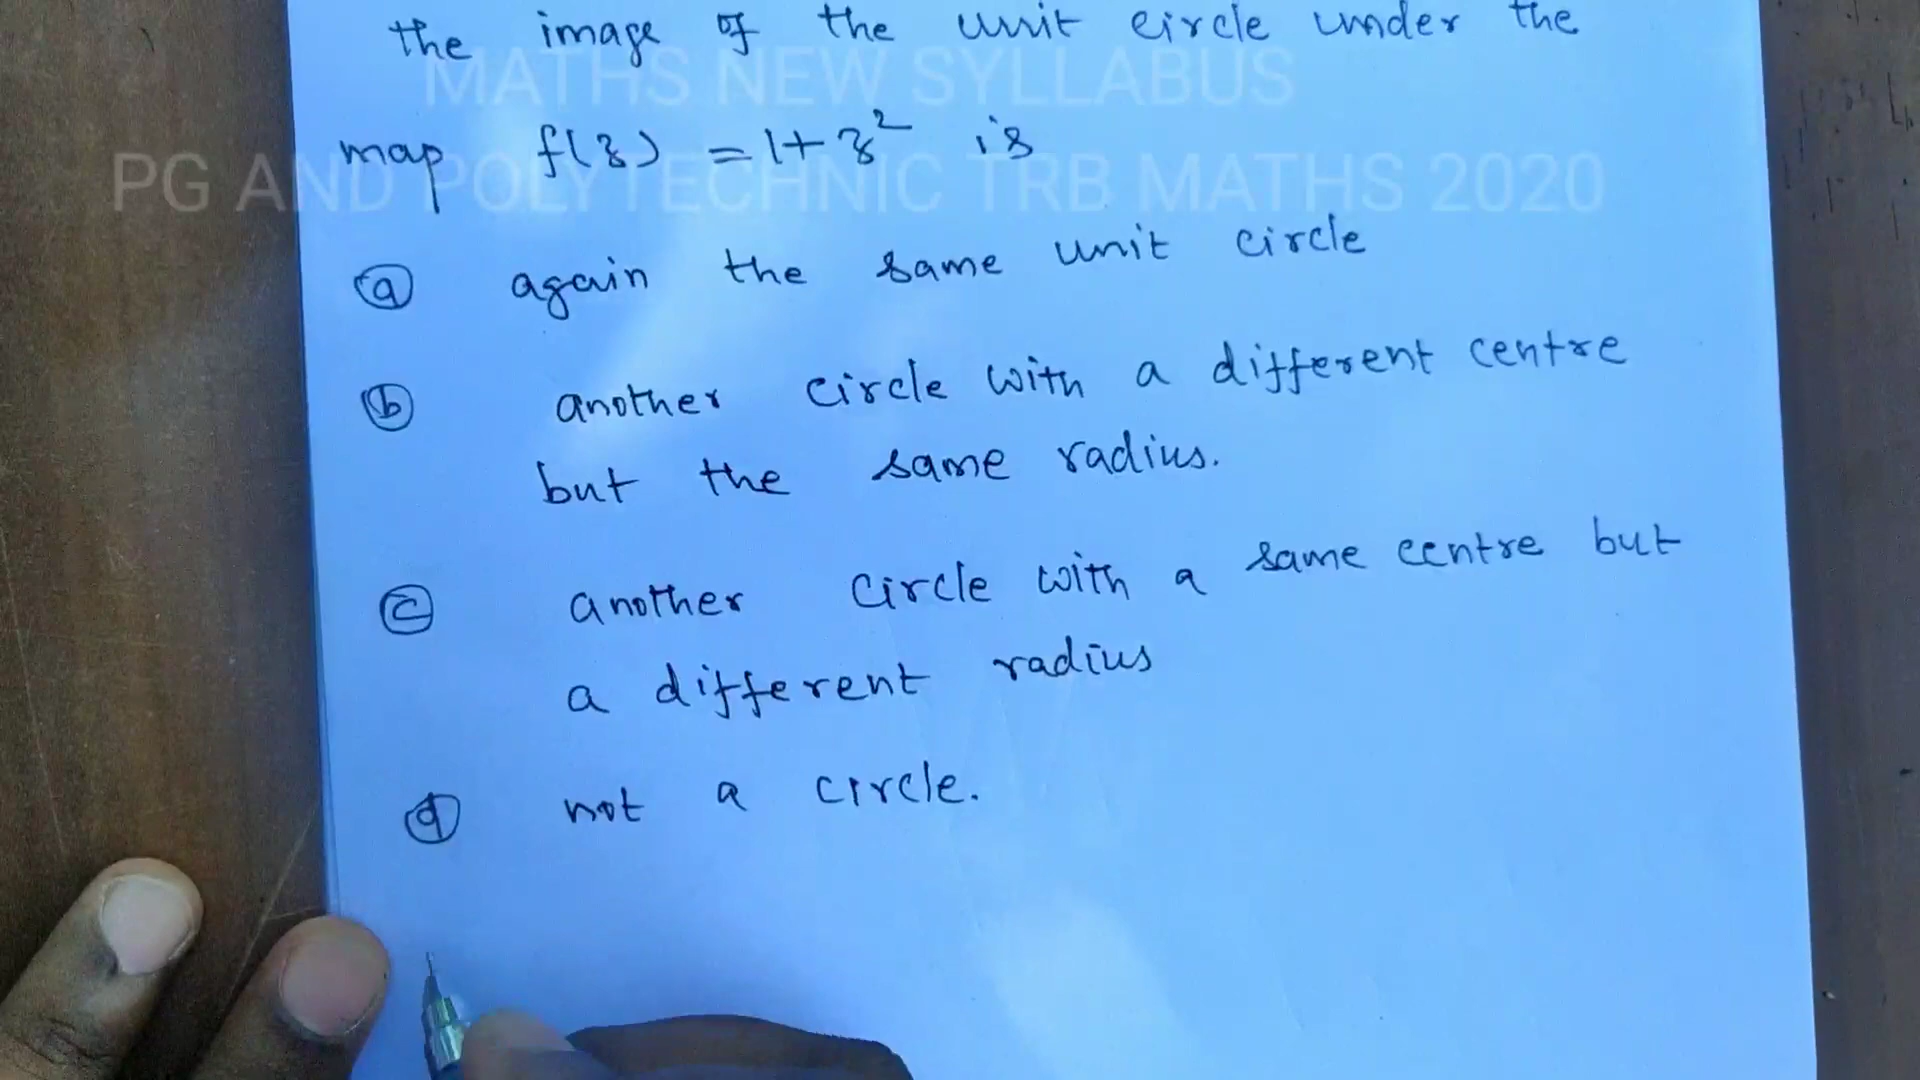 the image of the unit circle under the
MATHS NEW SYLLABUS
map f(z) = 1+z² is
PG AND POLYTECHNIC TRB MATHS 2020
ⓐ again the same unit circle
ⓑ another circle with a different centre
but the same radius.
ⓒ another circle with a same centre but
a different radius
ⓓ not a circle.